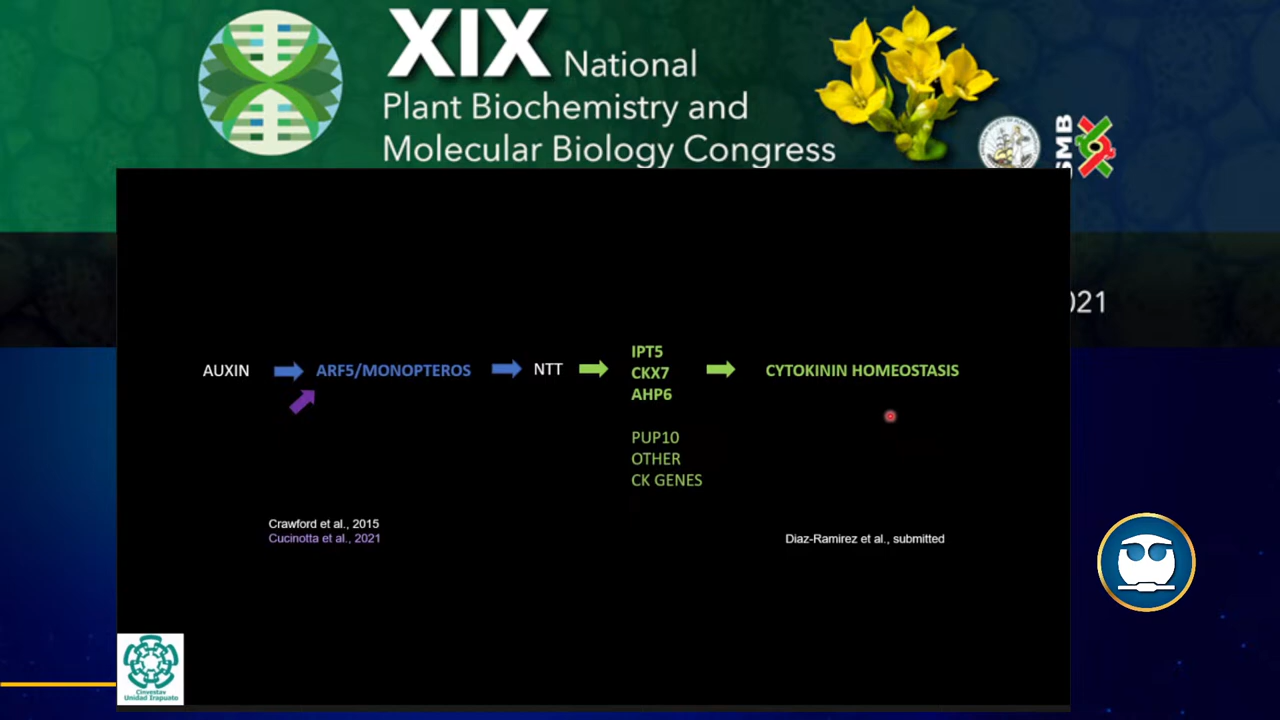 XIX National
Plant Biochemistry and
Molecular Biology Congress
SMB
021
AUXIN
ARF5/MONOPTEROS
NTT
IPT5
CKX7
AHP6
CYTOKININ HOMEOSTASIS
PUP10
OTHER
CK GENES
Crawford et al., 2015
Cucinotta et al., 2021
Diaz-Ramirez et al., submitted
Cinvestav
Unidad Irapuato